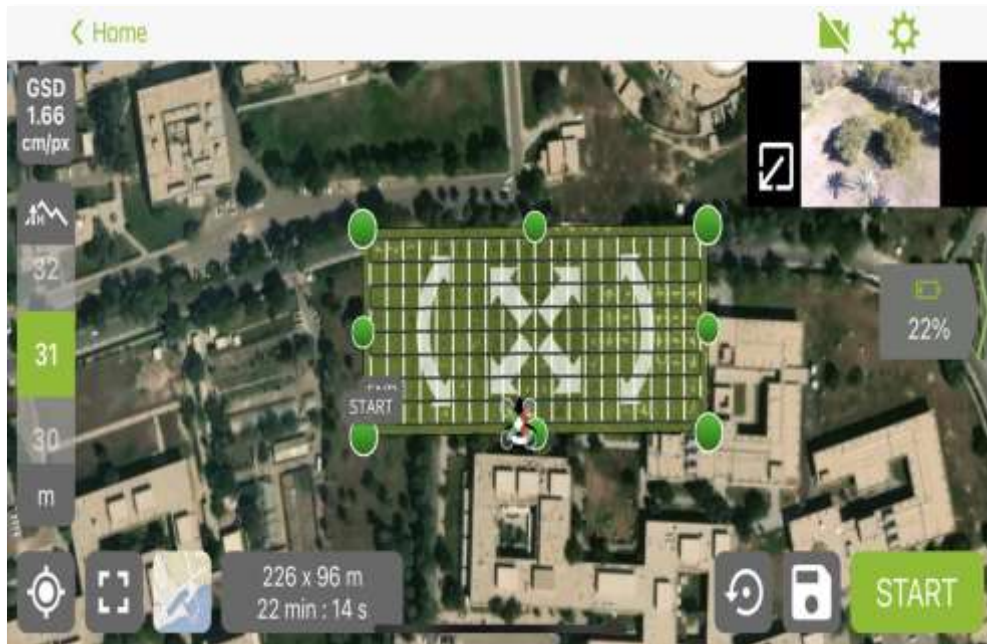 Home
GSD
1.66
cm/px
32
31
30
m
START
22%
226 x 96 m
22 min : 14 s
START